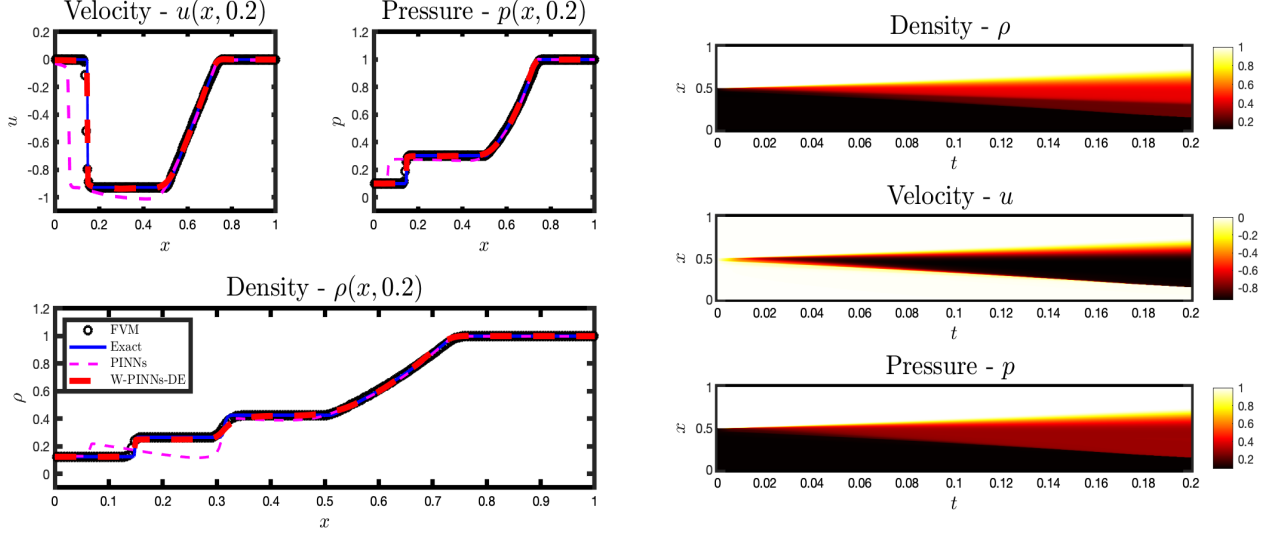 Velocity - u(x, 0.2)
0.2
0
-0.2
-0.4
-0.6
-0.8
-1
u
0 0.2 0.4 0.6 0.8 1
x
Pressure - p(x, 0.2)
1.2
1
0.8
0.6
0.4
0.2
0
p
0 0.2 0.4 0.6 0.8 1
x
Density - ρ(x, 0.2)
1.2
1
0.8
0.6
0.4
0.2
0
ρ
FVM
Exact
PINNs
W-PINNs-DE
0 0.1 0.2 0.3 0.4 0.5 0.6 0.7 0.8 0.9 1
x
Density - ρ
1
0.5
0
x
0 0.02 0.04 0.06 0.08 0.1 0.12 0.14 0.16 0.18 0.2
t
1
0.8
0.6
0.4
0.2
Velocity - u
1
0.5
0
x
0 0.02 0.04 0.06 0.08 0.1 0.12 0.14 0.16 0.18 0.2
t
0
-0.2
-0.4
-0.6
-0.8
Pressure - p
1
0.5
0
x
0 0.02 0.04 0.06 0.08 0.1 0.12 0.14 0.16 0.18 0.2
t
1
0.8
0.6
0.4
0.2